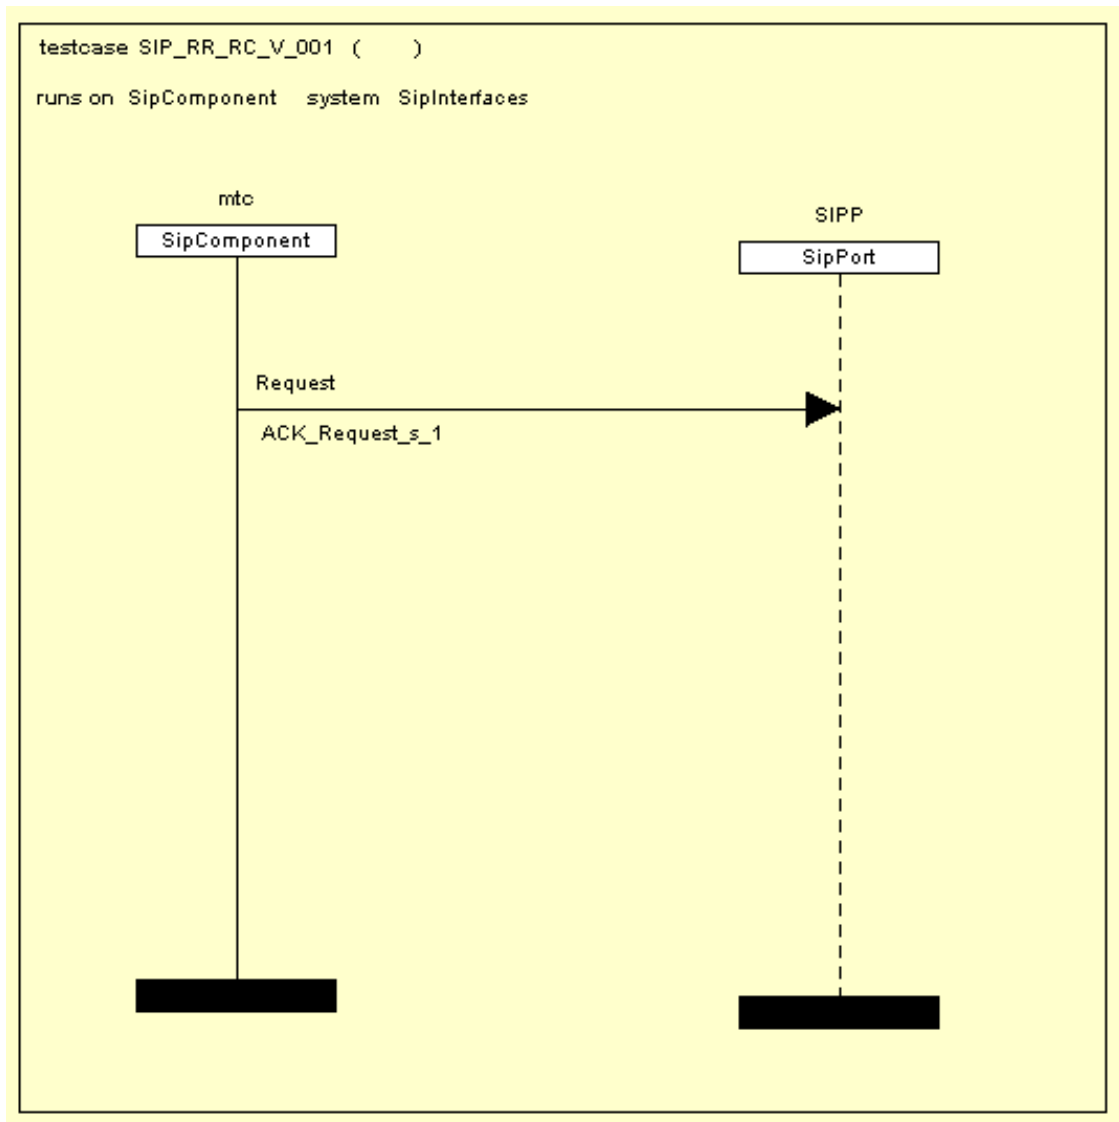 testcase SIP_RR_RC_V_001 ( )
runs on SipComponent system SipInterfaces
mtc
SipComponent
SIPP
SipPort
Request
ACK_Request_s_1